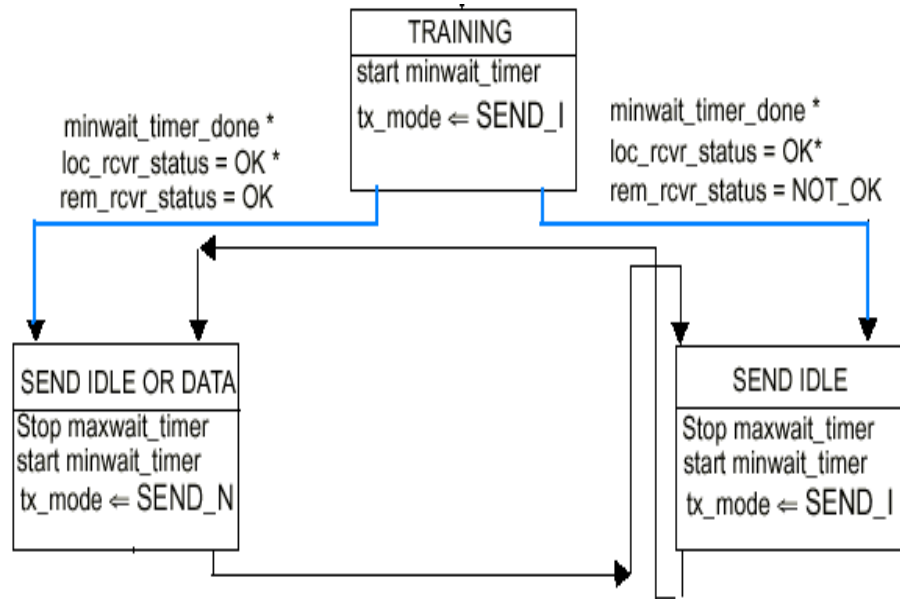 TRAINING
start minwait_timer
tx_mode ⇐ SEND_I
minwait_timer_done *
loc_rcvr_status = OK *
rem_rcvr_status = OK
minwait_timer_done *
loc_rcvr_status = OK*
rem_rcvr_status = NOT_OK
SEND IDLE OR DATA
Stop maxwait_timer
start minwait_timer
tx_mode ⇐ SEND_N
SEND IDLE
Stop maxwait_timer
start minwait_timer
tx_mode ⇐ SEND_I